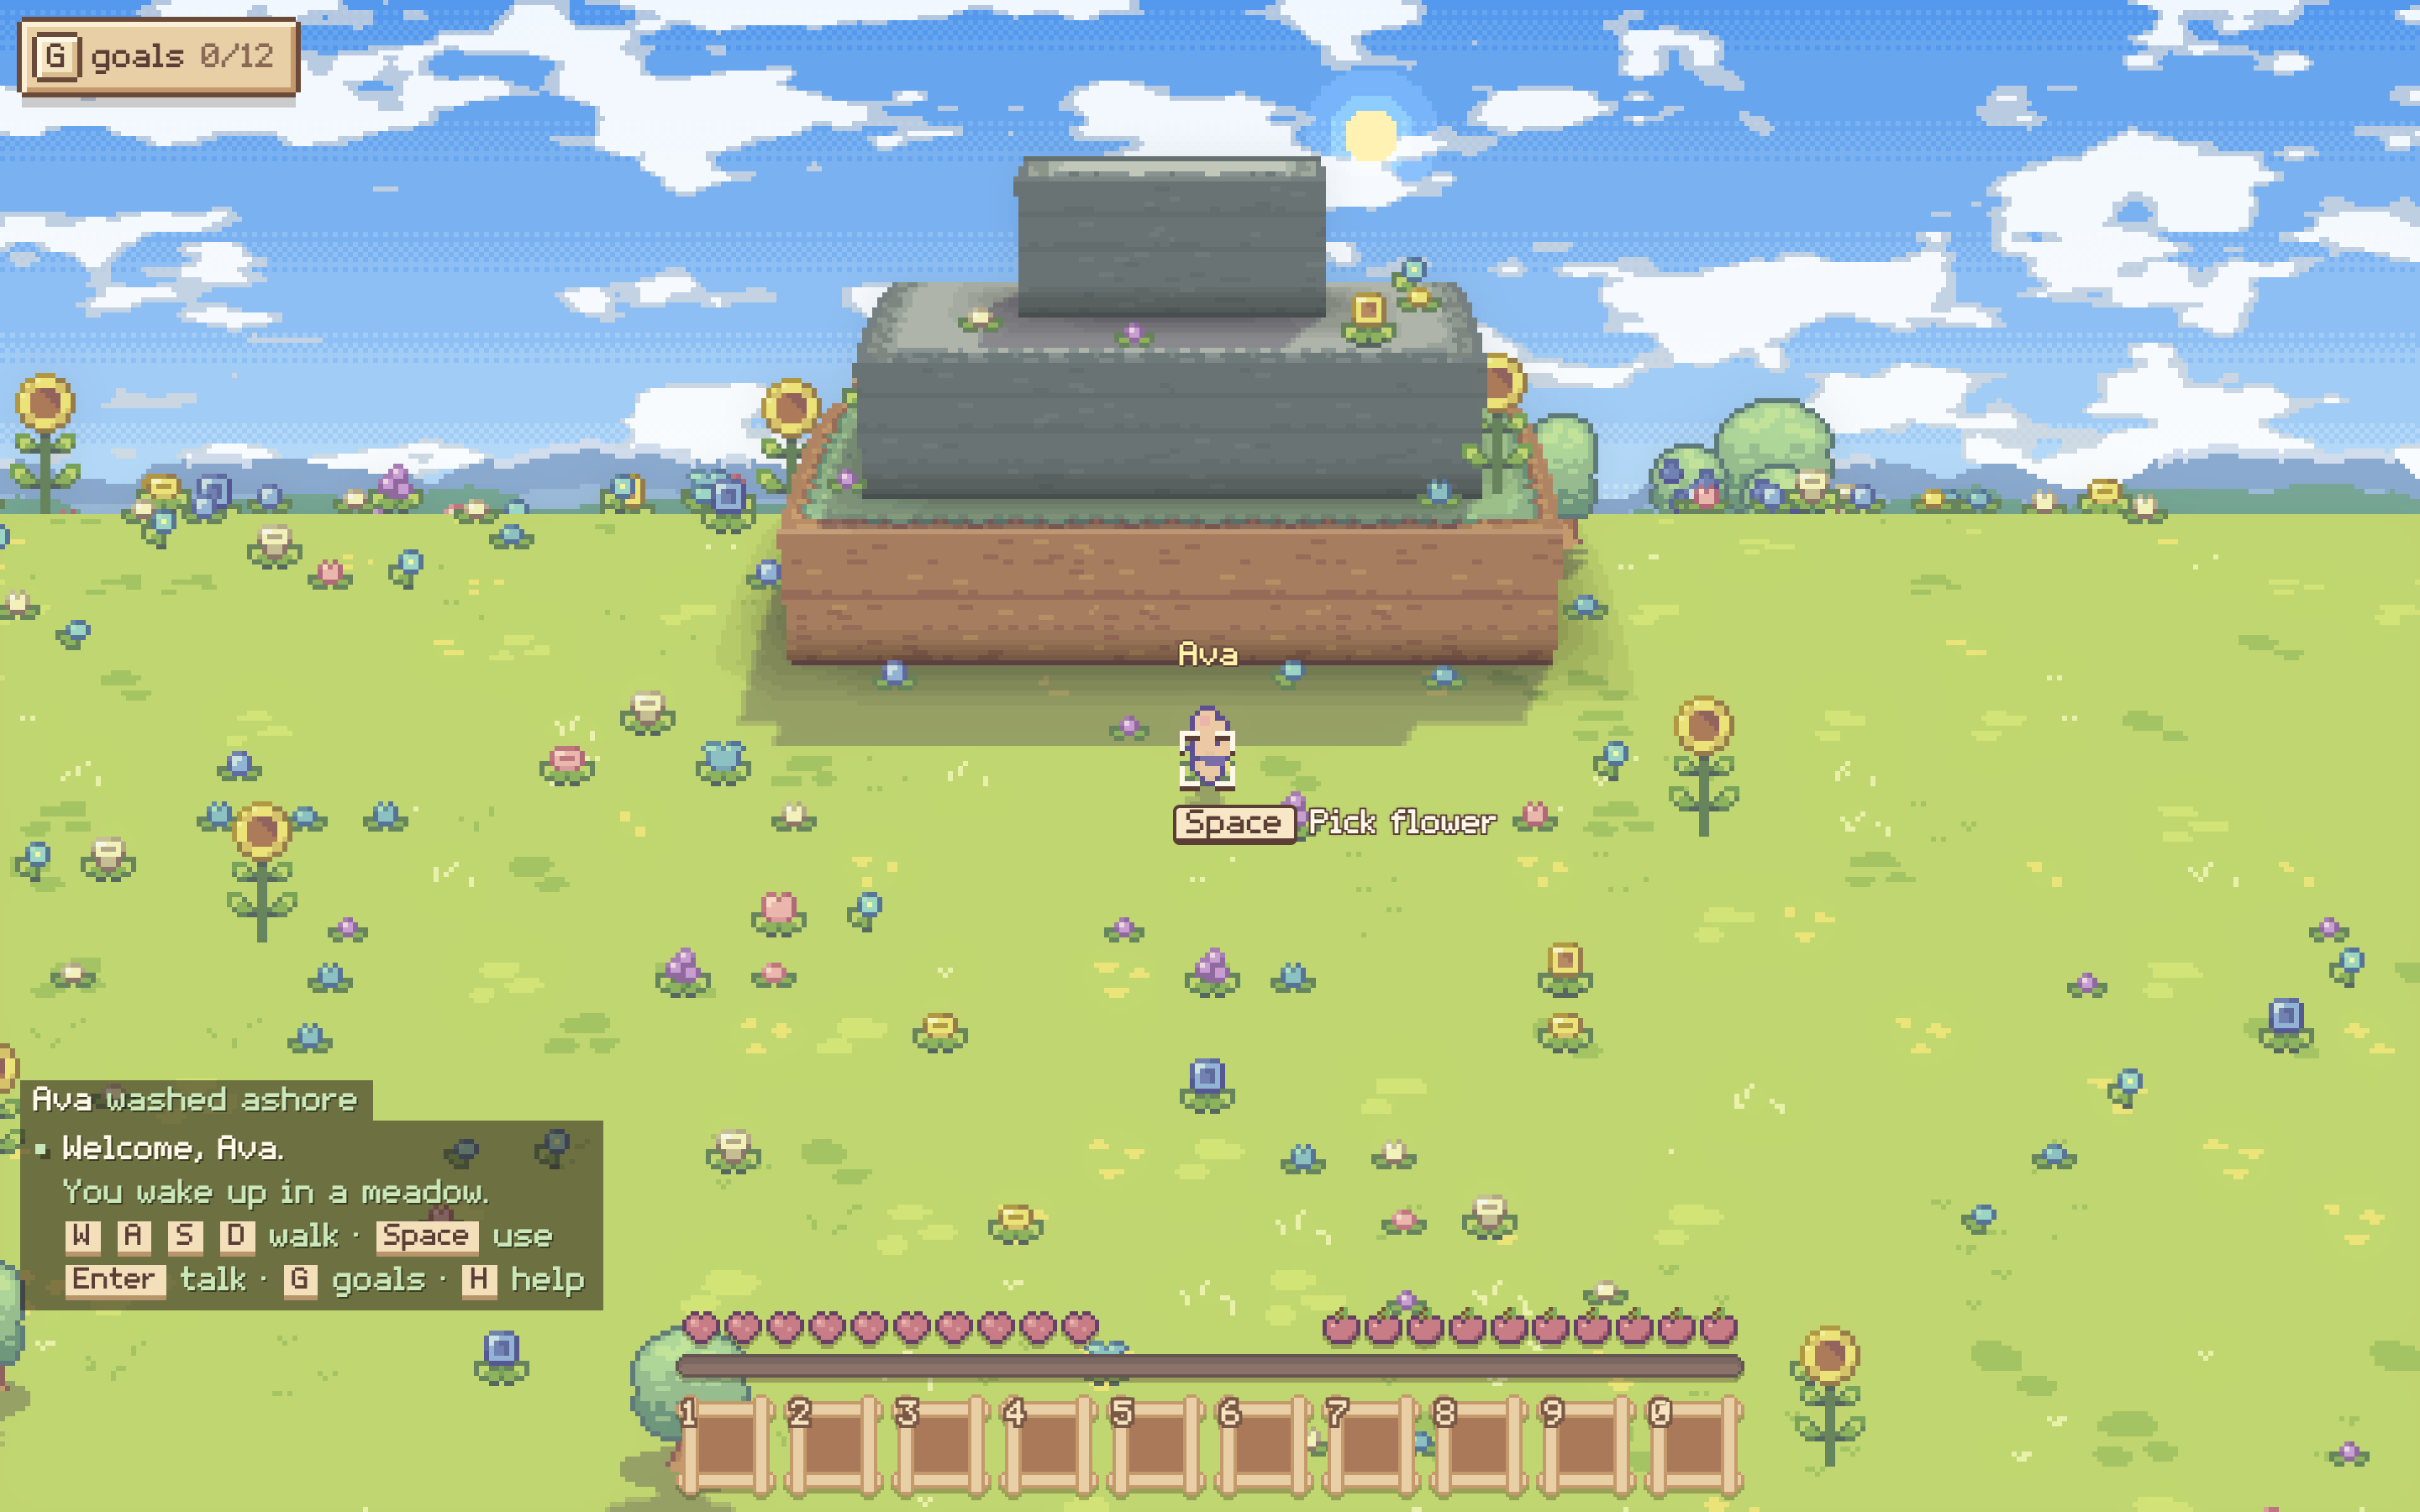 G goals 0/12
Ava
Space Pick flower
Ava washed ashore
Welcome, Ava.
You wake up in a meadow.
W A S D walk · Space use
Enter talk · G goals · H help
1 2 3 4 5 6 7 8 9 0